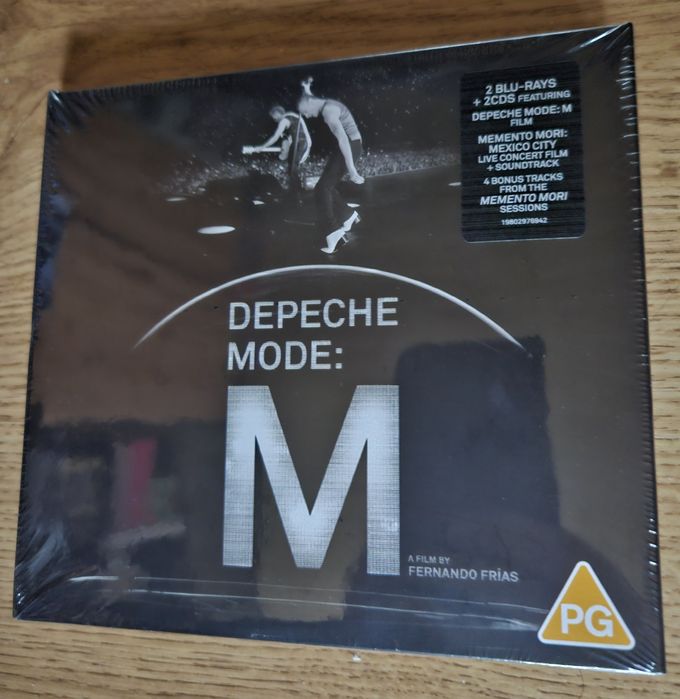 2 BLU-RAYS
+ 2CDS FEATURING
DEPECHE MODE: M
FILM
MEMENTO MORI:
MEXICO CITY
LIVE CONCERT FILM
+ SOUNDTRACK
4 BONUS TRACKS
FROM THE
MEMENTO MORI
SESSIONS
19802976942
DEPECHE
MODE:
M
A FILM BY
FERNANDO FRÍAS
PG